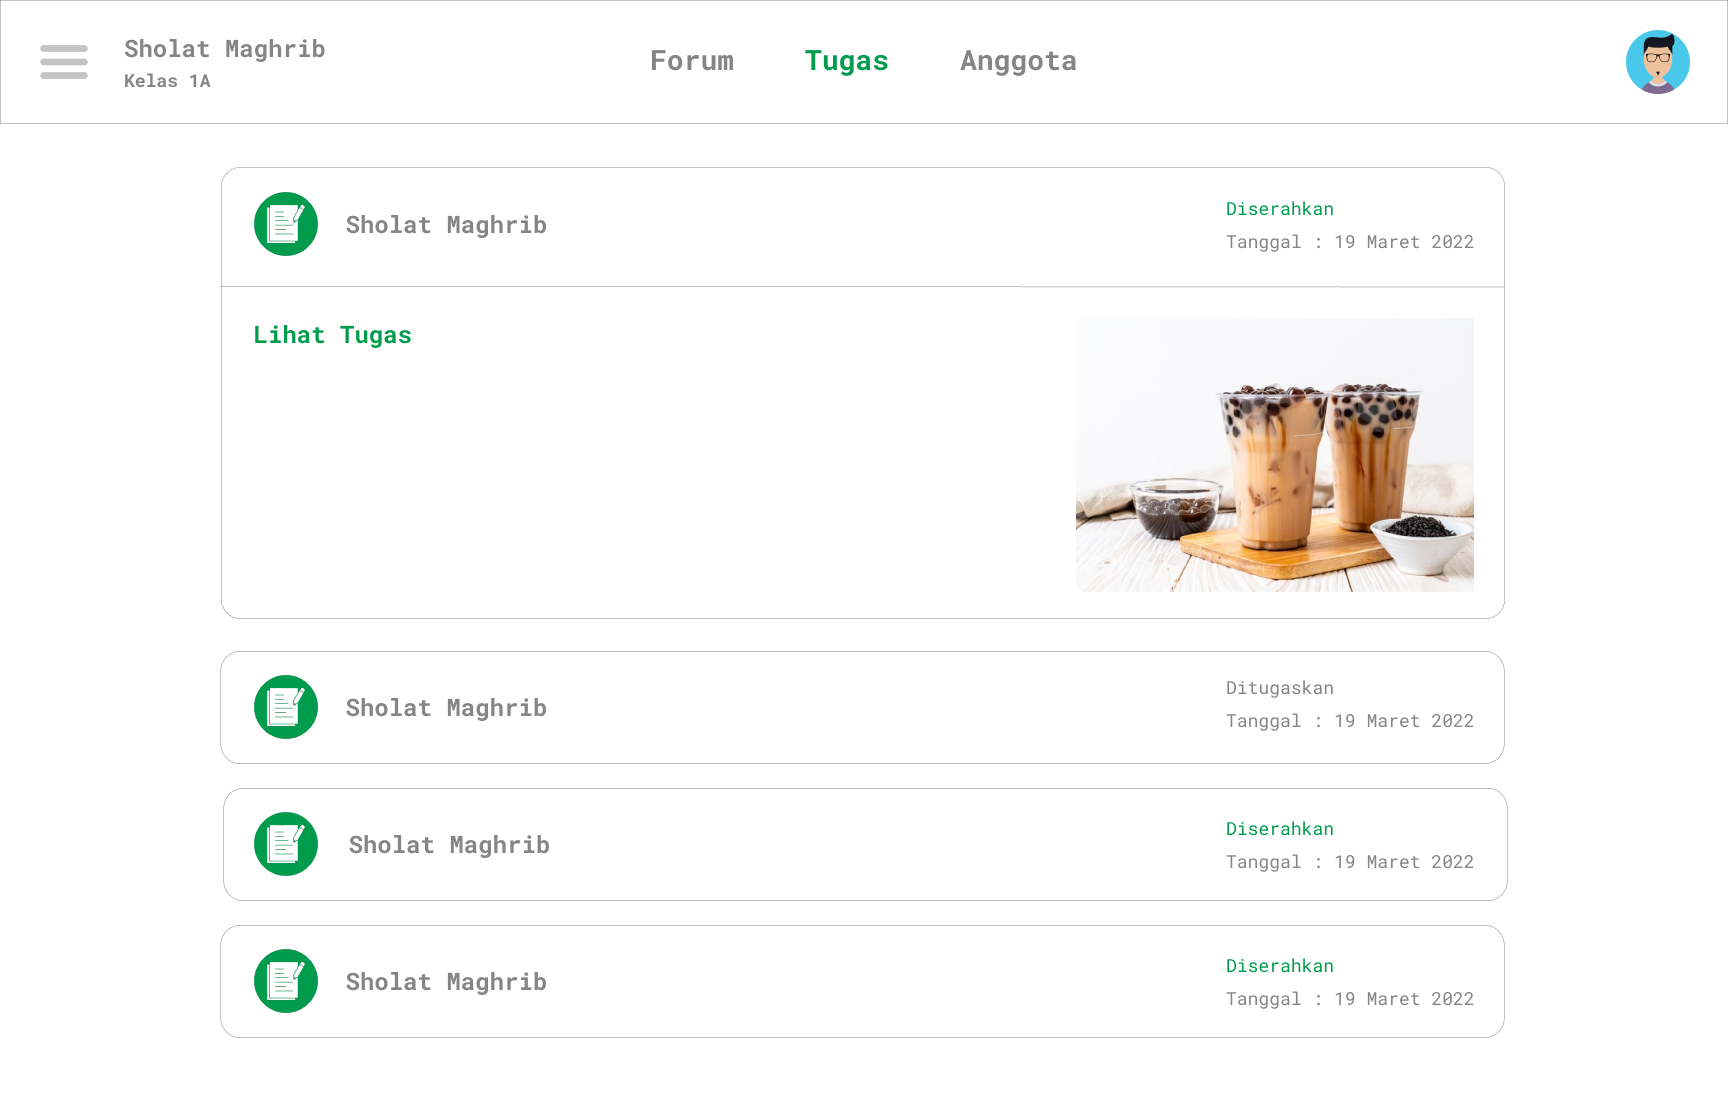 Sholat Maghrib
Kelas 1A
Forum
Tugas
Anggota
Sholat Maghrib
Diserahkan
Tanggal : 19 Maret 2022
Lihat Tugas
Sholat Maghrib
Ditugaskan
Tanggal : 19 Maret 2022
Sholat Maghrib
Diserahkan
Tanggal : 19 Maret 2022
Sholat Maghrib
Diserahkan
Tanggal : 19 Maret 2022